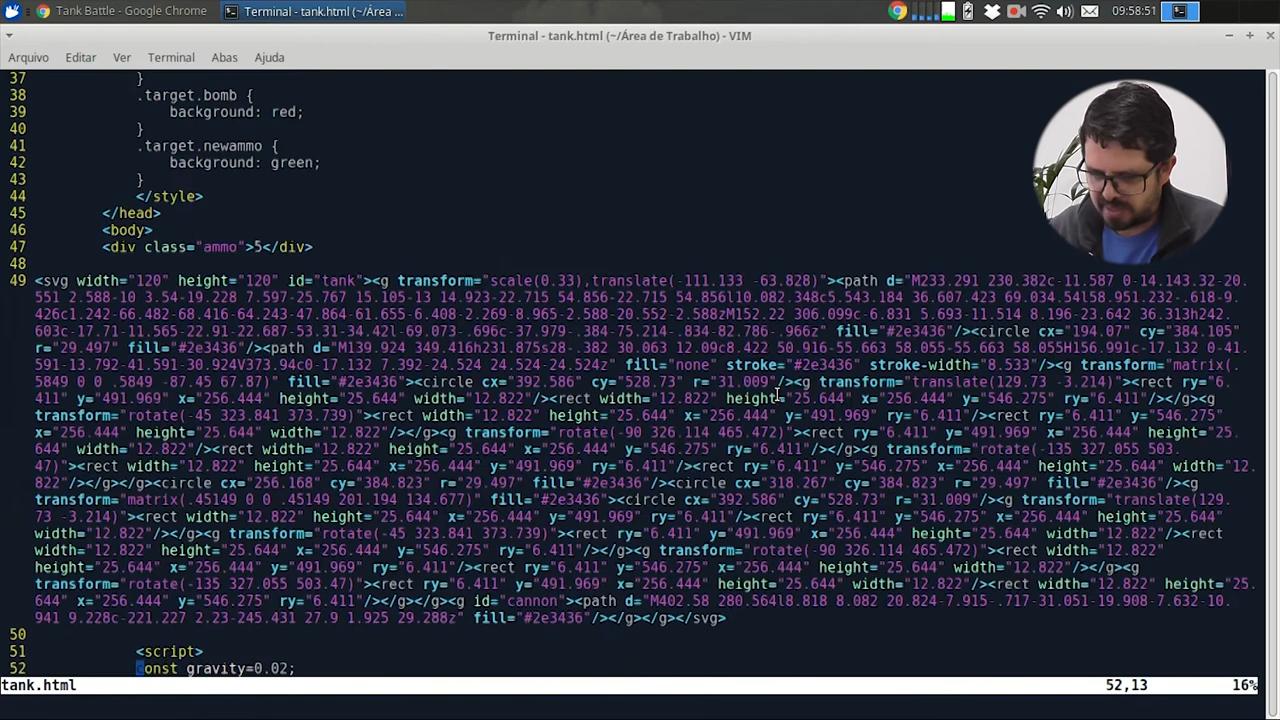 Tank Battle - Google Chrome
Terminal - tank.html (~/Área ...
09:58:51
Terminal - tank.html (~/Área de Trabalho) - VIM
Arquivo Editar Ver Terminal Abas Ajuda
37 }
38 .target.bomb {
39 background: red;
40 }
41 .target.newammo {
42 background: green;
43 }
44 </style>
45 </head>
46 <body>
47 <div class="ammo">5</div>
48
49
<svg width="120" height="120" id="tank"><g transform="scale(0.33),translate(-111.133 -63.828)"><path d="M233.291 230.382c-11.587 0-14.143.32-20.
551 2.588-10 3.54-19.228 7.597-25.767 15.105-13 14.923-22.715 54.856-22.715 54.856l10.082.348c5.543.184 36.607.423 69.034.54l58.951.232-.618-9.
426c1.242-66.482-68.416-64.243-47.864-61.655-6.408-2.269-8.965-2.588-20.552-2.588zM152.22 306.099c-6.831 5.693-11.514 8.196-23.642 36.313h242.
603c-17.71-11.565-22.91-22.687-53.31-34.42l-69.073-.696c-37.979-.384-75.214-.834-82.786-.966z" fill="#2e3436"/><circle cx="194.07" cy="384.105"
r="29.497" fill="#2e3436"/><path d="M139.924 349.416h231.875s28-.382 30.063 12.09c8.422 50.916-55.663 58.055-55.663 58.055H156.991c-17.132 0-41.
591-13.792-41.591-30.924V373.94c0-17.132 7.392-24.524 24.524-24.524z" fill="none" stroke="#2e3436" stroke-width="8.533"/><g transform="matrix(.
5849 0 0 .5849 -87.45 67.87)" fill="#2e3436"><circle cx="392.586" cy="528.73" r="31.009"/><g transform="translate(129.73 -3.214)"><rect ry="6.
411" y="491.969" x="256.444" height="25.644" width="12.822"/><rect width="12.822" height="25.644" x="256.444" y="546.275" ry="6.411"/></g><g
transform="rotate(-45 323.841 373.739)"><rect width="12.822" height="25.644" x="256.444" y="491.969" ry="6.411"/><rect ry="6.411" y="546.275"
x="256.444" height="25.644" width="12.822"/></g><g transform="rotate(-90 326.114 465.472)"><rect ry="6.411" y="491.969" x="256.444" height="25.
644" width="12.822"/><rect width="12.822" height="25.644" x="256.444" y="546.275" ry="6.411"/></g><g transform="rotate(-135 327.055 503.
47)"><rect width="12.822" height="25.644" x="256.444" y="491.969" ry="6.411"/><rect ry="6.411" y="546.275" x="256.444" height="25.644" width="12.
822"/></g></g><circle cx="256.168" cy="384.823" r="29.497" fill="#2e3436"/><circle cx="318.267" cy="384.823" r="29.497" fill="#2e3436"/><g
transform="matrix(.45149 0 0 .45149 201.194 134.677)" fill="#2e3436"><circle cx="392.586" cy="528.73" r="31.009"/><g transform="translate(129.
73 -3.214)"><rect width="12.822" height="25.644" x="256.444" y="491.969" ry="6.411"/><rect ry="6.411" y="546.275" x="256.444" height="25.644"
width="12.822"/></g><g transform="rotate(-45 323.841 373.739)"><rect ry="6.411" y="491.969" x="256.444" height="25.644" width="12.822"/><rect
width="12.822" height="25.644" x="256.444" y="546.275" ry="6.411"/></g><g transform="rotate(-90 326.114 465.472)"><rect width="12.822"
height="25.644" x="256.444" y="491.969" ry="6.411"/><rect ry="6.411" y="546.275" x="256.444" height="25.644" width="12.822"/></g><g
transform="rotate(-135 327.055 503.47)"><rect ry="6.411" y="491.969" x="256.444" height="25.644" width="12.822"/><rect width="12.822" height="25.
644" x="256.444" y="546.275" ry="6.411"/></g></g><g id="cannon"><path d="M402.58 280.564l8.818 8.082 20.824-7.915-.717-31.051-19.908-7.633-10.
941 9.228c-221.227 2.23-245.431 27.9 1.925 29.288z" fill="#2e3436"/></g></g></svg>
50
51 <script>
52 const gravity=0.02;
tank.html 52,13 16%